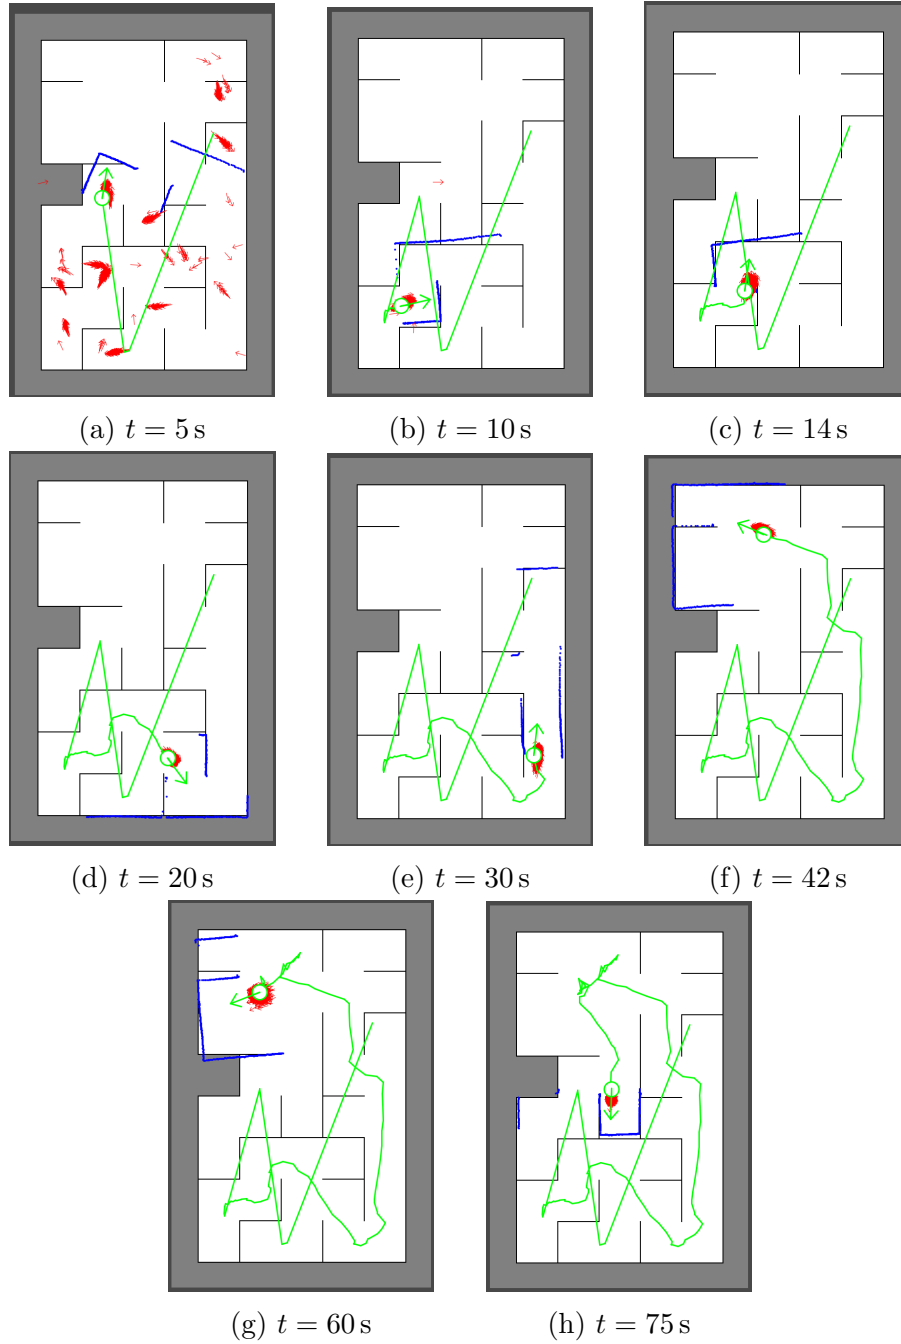 (a) t = 5 s
(b) t = 10 s
(c) t = 14 s
(d) t = 20 s
(e) t = 30 s
(f) t = 42 s
(g) t = 60 s
(h) t = 75 s